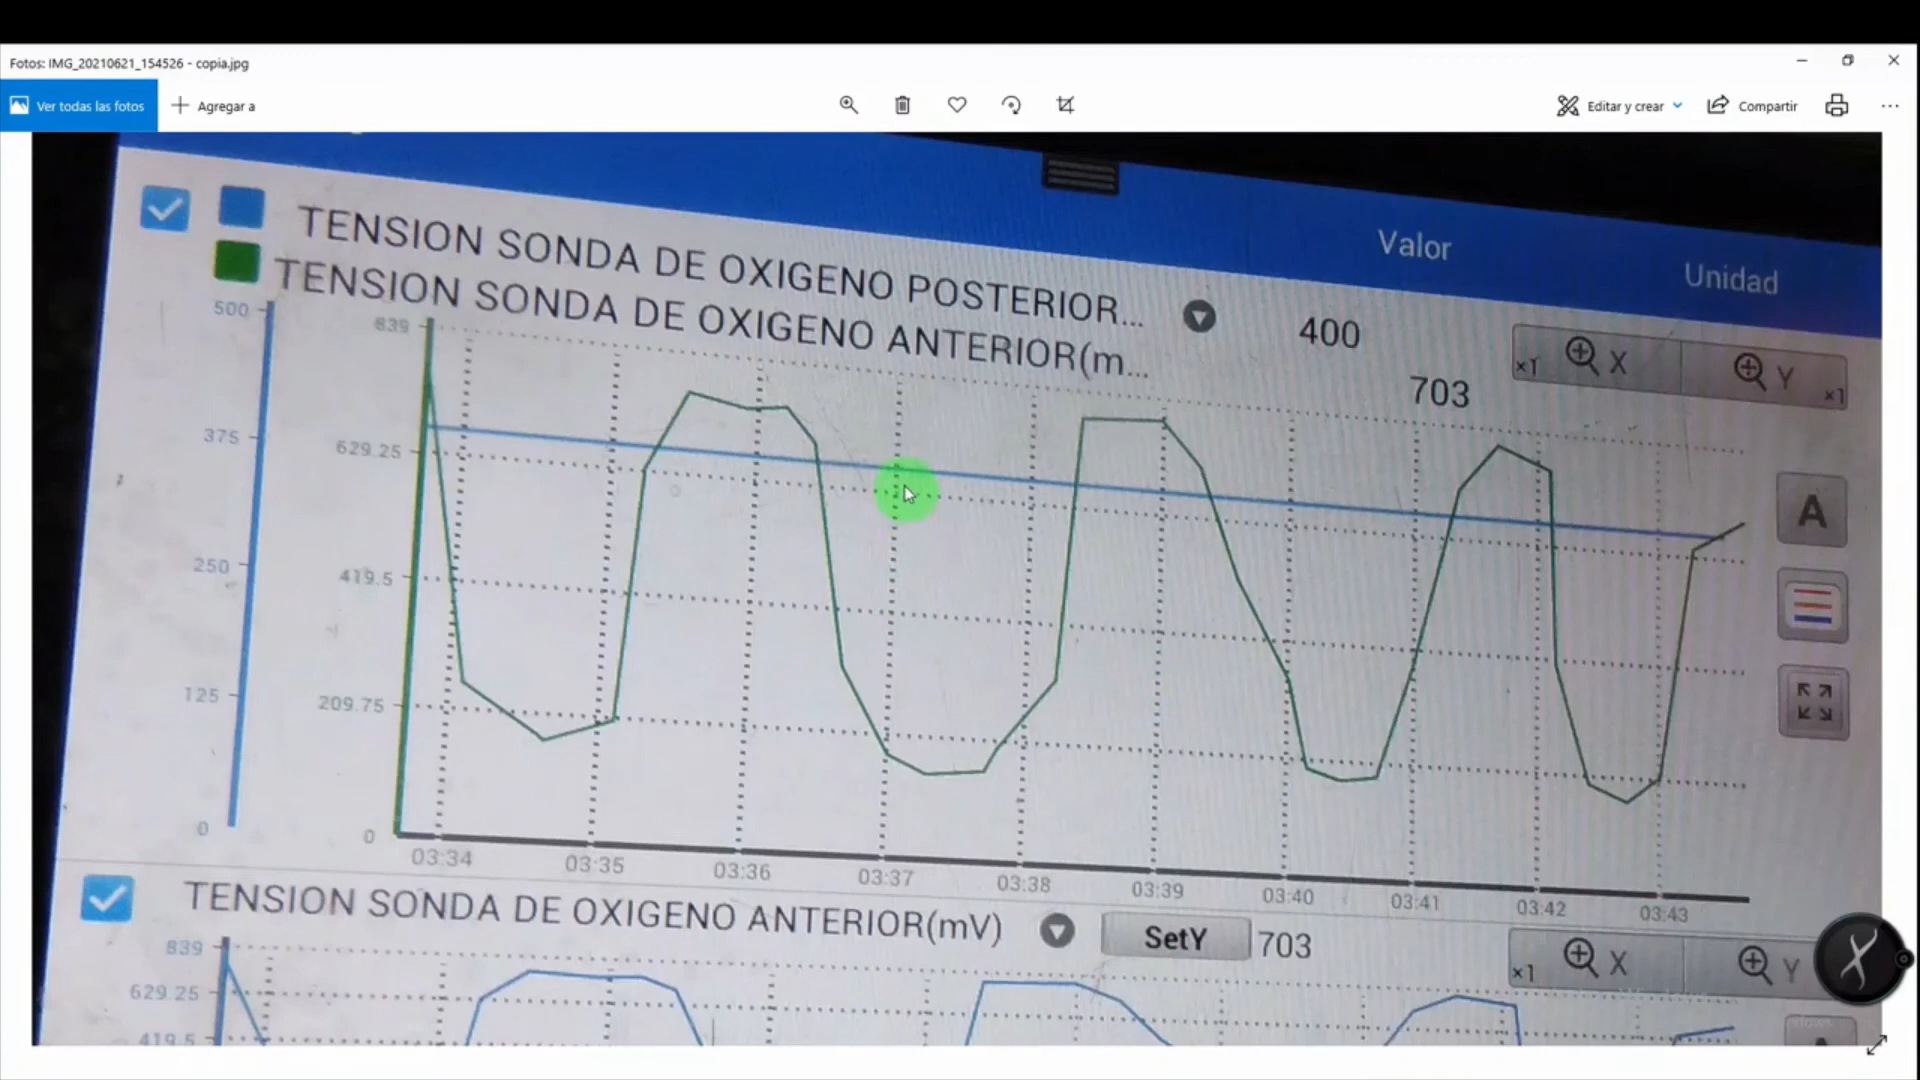 Fotos: IMG_20210621_154526 - copia.jpg
Ver todas las fotos
Agregar a
Editar y crear
Compartir
Valor
Unidad
TENSION SONDA DE OXIGENO POSTERIOR...
400
TENSION SONDA DE OXIGENO ANTERIOR(m...
703
×1 X Y ×1
500
375
250
125
0
839
629.25
419.5
209.75
0
A
03:34 03:35 03:36 03:37 03:38 03:39 03:40 03:41 03:42 03:43
TENSION SONDA DE OXIGENO ANTERIOR(mV)
SetY
703
×1 X Y
839
629.25
419.5